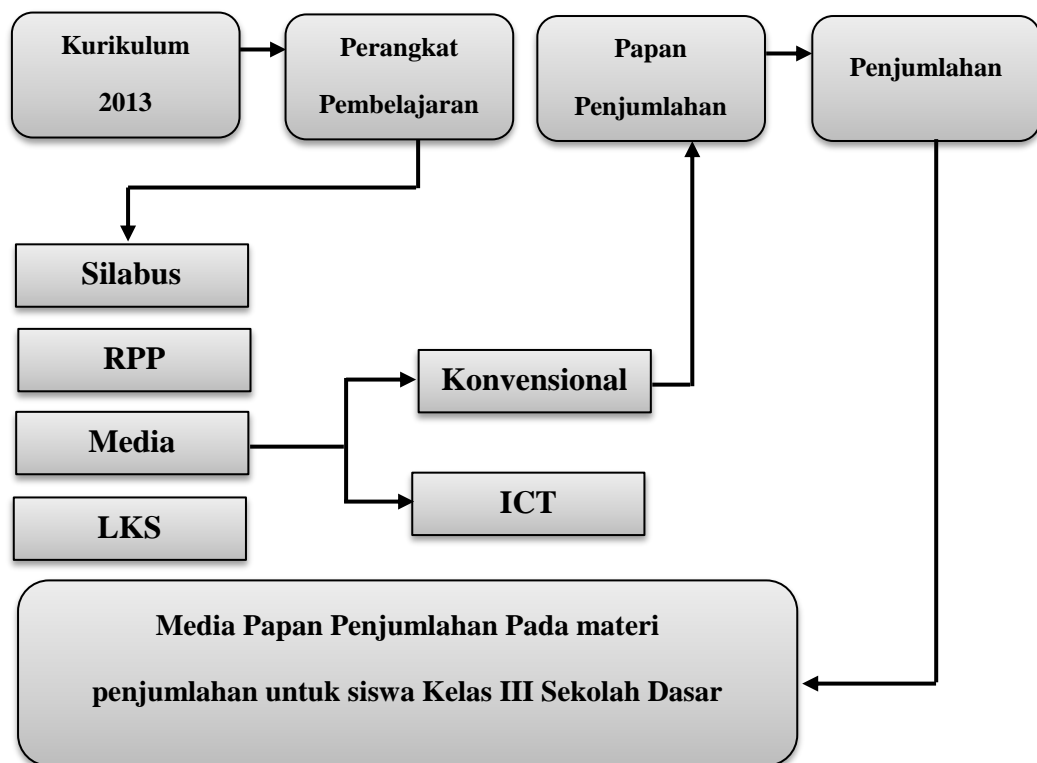 Kurikulum
2013
Perangkat
Pembelajaran
Papan
Penjumlahan
Penjumlahan
Silabus
RPP
Media
LKS
Konvensional
ICT
Media Papan Penjumlahan Pada materi
penjumlahan untuk siswa Kelas III Sekolah Dasar